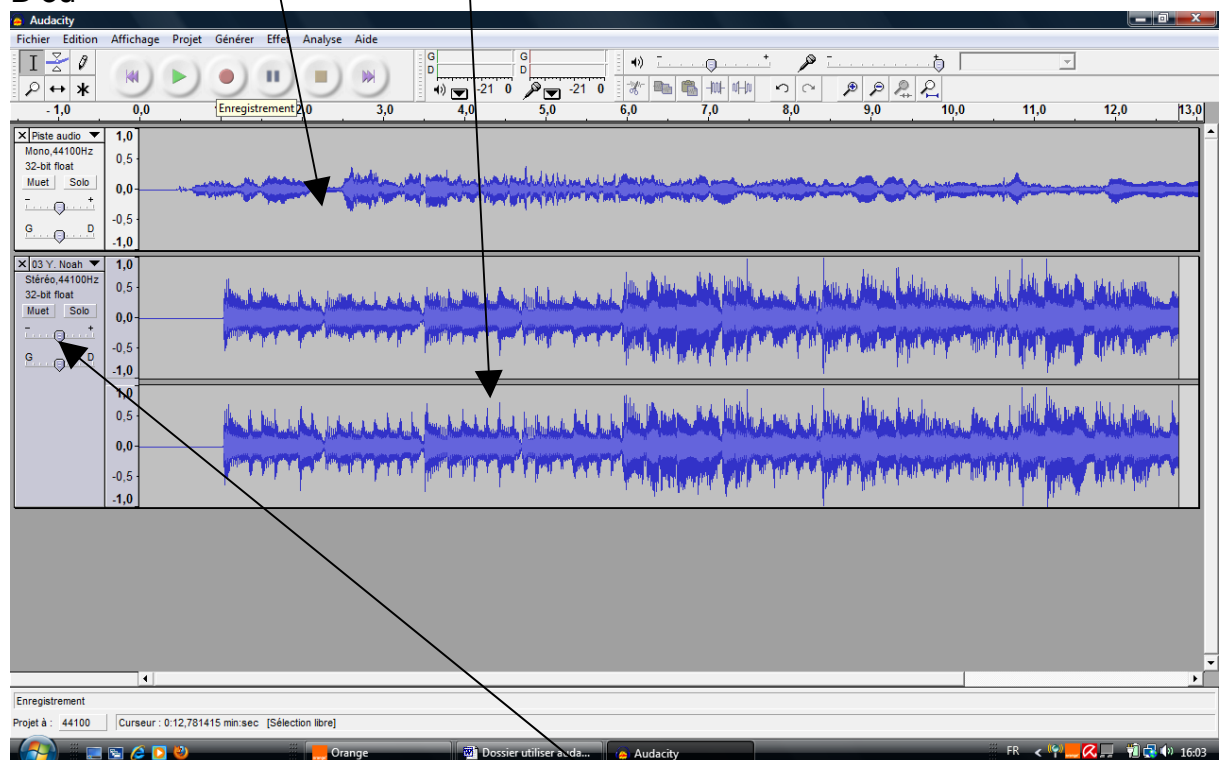 D'où
Audacity
Fichier Edition Affichage Projet Générer Effet Analyse Aide
G G
D D
-21 0 -21 0
Enregistrement
- 1,0 0,0 2,0 3,0 4,0 5,0 6,0 7,0 8,0 9,0 10,0 11,0 12,0 13,0
Piste audio
Mono,44100Hz
32-bit float
Muet Solo
- +
G D
1,0
0,5
0,0
-0,5
-1,0
03 Y. Noah
Stéréo,44100Hz
32-bit float
Muet Solo
- +
G D
1,0
0,5
0,0
-0,5
-1,0
1,0
0,5
0,0
-0,5
-1,0
Enregistrement
Projet à : 44100 Curseur : 0:12,781415 min:sec [Sélection libre]
Orange Dossier utiliser auda... Audacity FR 16:03